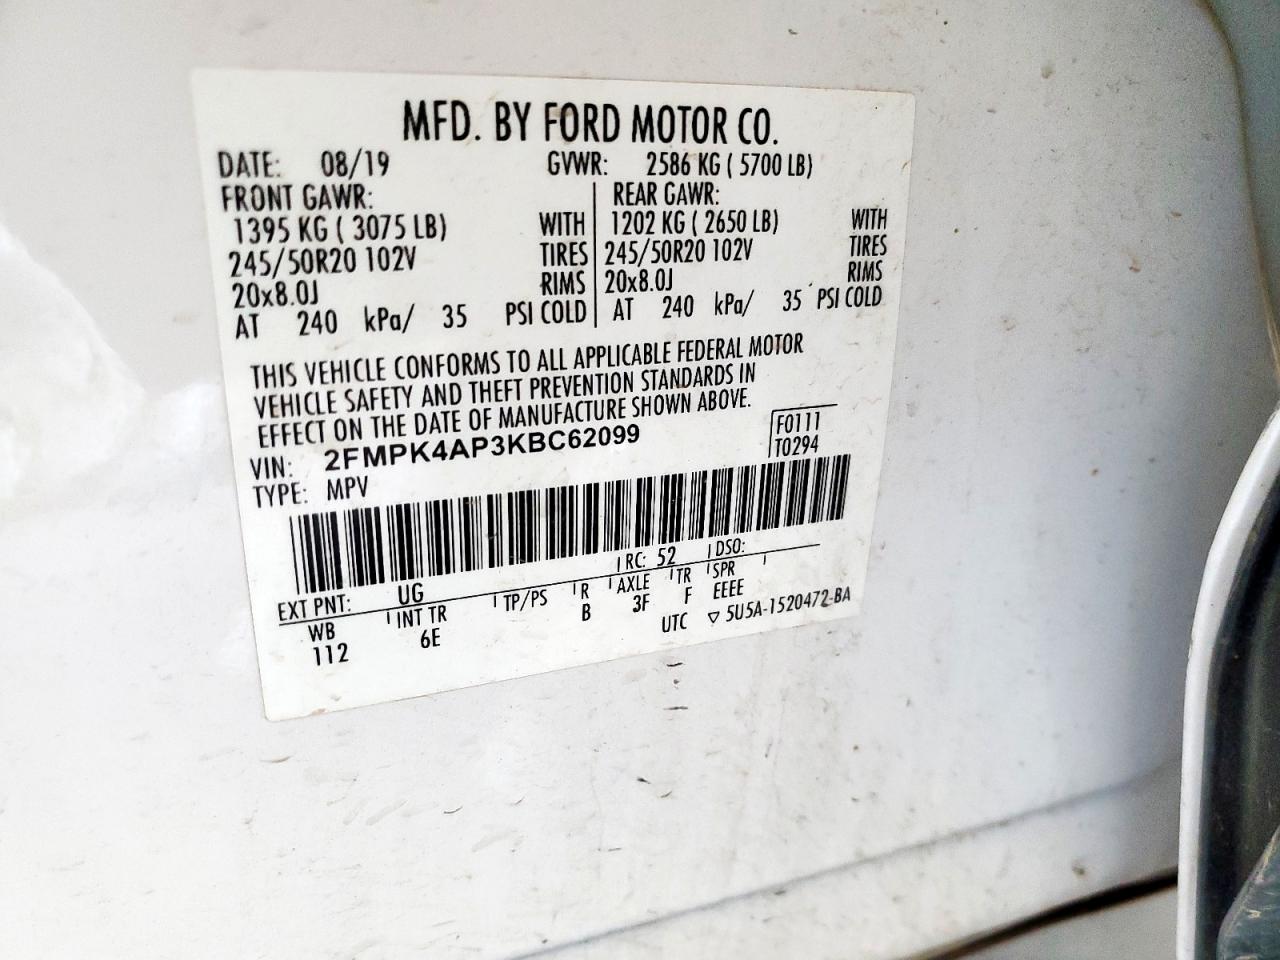 MFD. BY FORD MOTOR CO.
DATE: 08/19 GVWR: 2586 KG ( 5700 LB)
FRONT GAWR: REAR GAWR:
1395 KG ( 3075 LB) WITH 1202 KG ( 2650 LB) WITH
245/50R20 102V TIRES 245/50R20 102V TIRES
20x8.0J RIMS 20x8.0J RIMS
AT 240 kPa/ 35 PSI COLD AT 240 kPa/ 35 PSI COLD
THIS VEHICLE CONFORMS TO ALL APPLICABLE FEDERAL MOTOR
VEHICLE SAFETY AND THEFT PREVENTION STANDARDS IN
EFFECT ON THE DATE OF MANUFACTURE SHOWN ABOVE.
VIN: 2FMPK4AP3KBC62099 F0111
TYPE: MPV T0294
EXT PNT: UG RC: 52 DSO:
WB INT TR TP/PS R AXLE TR SPR
112 6E B 3F F EEEE
UTC ▽ 5U5A-1520472-BA